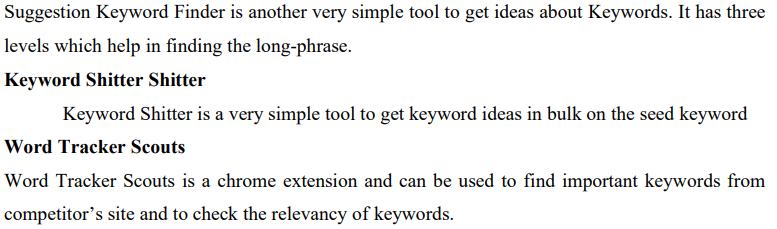 Suggestion Keyword Finder is another very simple tool to get ideas about Keywords. It has three
levels which help in finding the long-phrase.
Keyword Shitter Shitter
Keyword Shitter is a very simple tool to get keyword ideas in bulk on the seed keyword
Word Tracker Scouts
Word Tracker Scouts is a chrome extension and can be used to find important keywords from
competitor’s site and to check the relevancy of keywords.